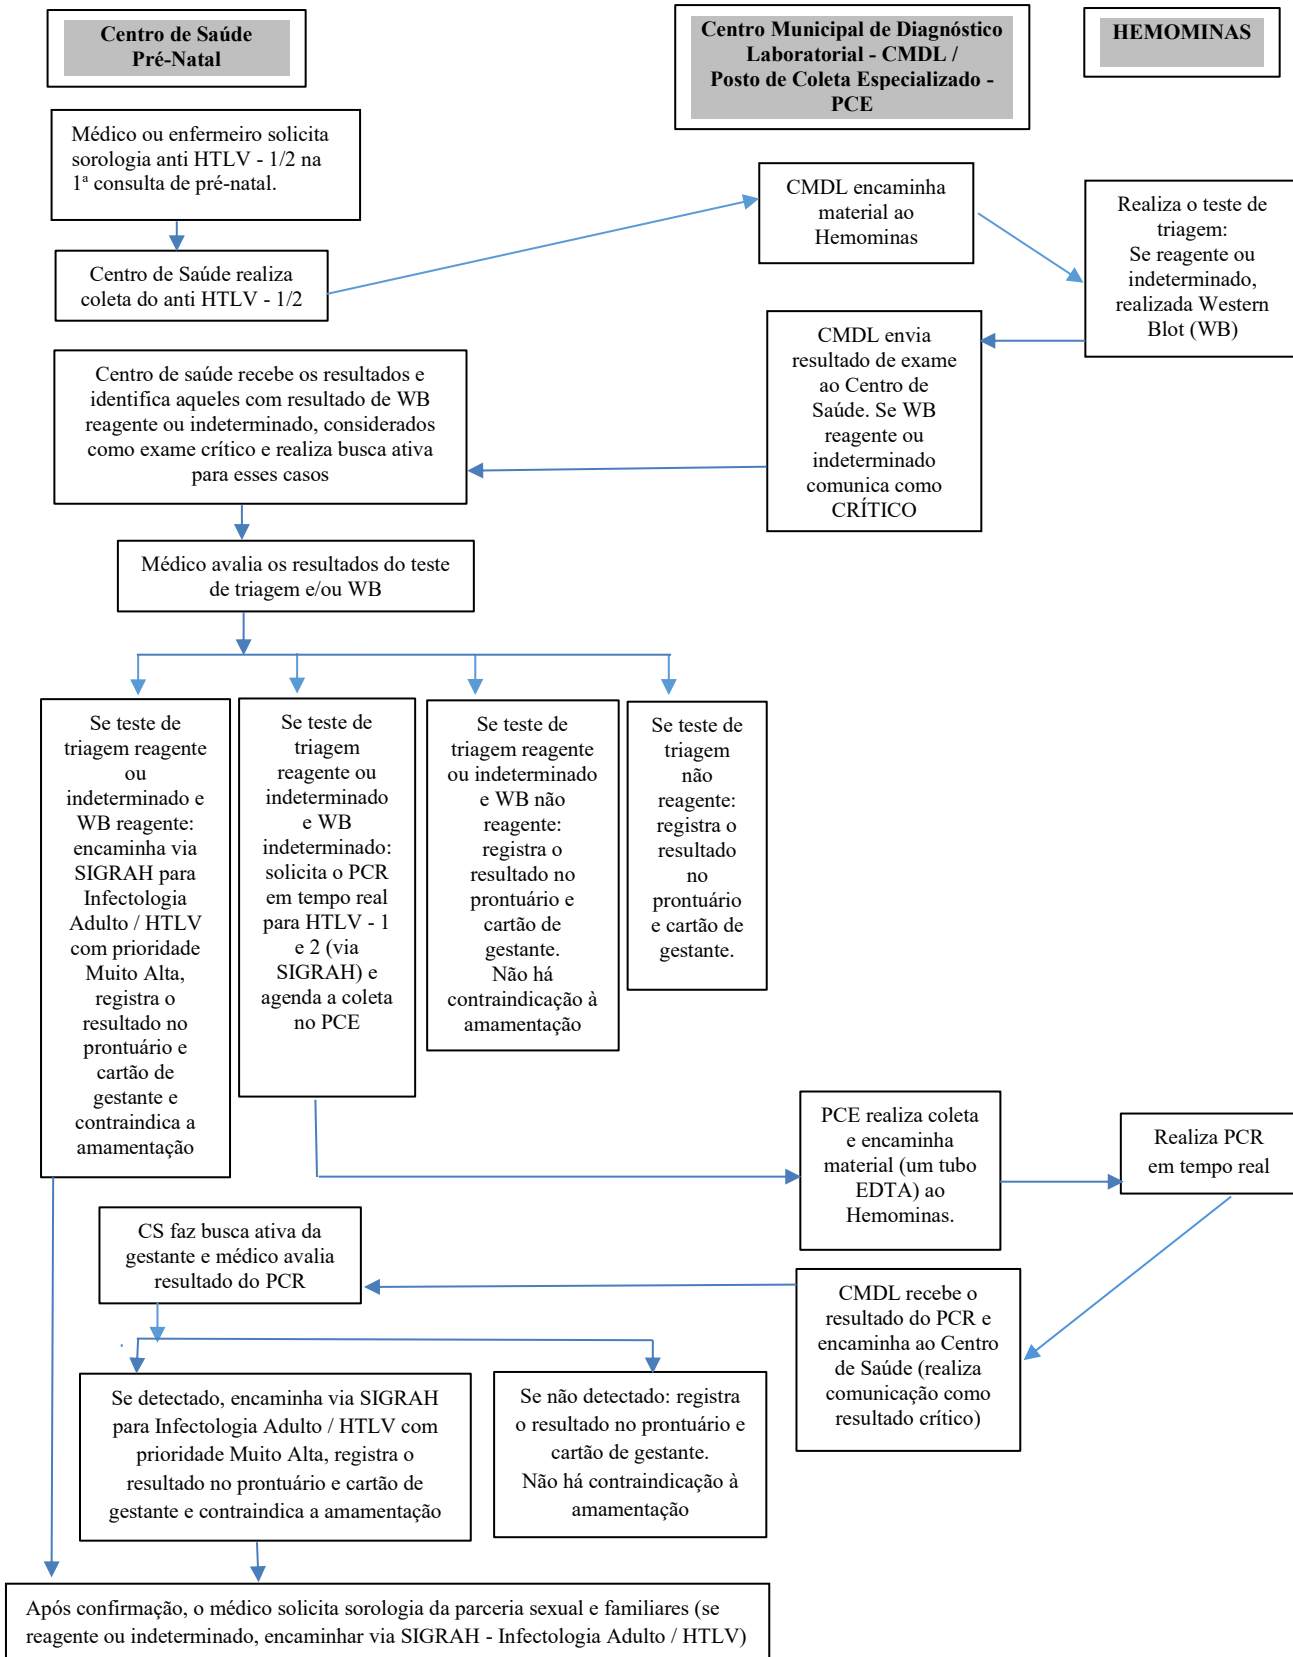 Centro de Saúde
Pré-Natal
Centro Municipal de Diagnóstico
Laboratorial - CMDL /
Posto de Coleta Especializado -
PCE
HEMOMINAS
Médico ou enfermeiro solicita
sorologia anti HTLV - 1/2 na
1ª consulta de pré-natal.
Centro de Saúde realiza
coleta do anti HTLV - 1/2
CMDL encaminha
material ao
Hemominas
Realiza o teste de
triagem:
Se reagente ou
indeterminado,
realizada Western
Blot (WB)
CMDL envia
resultado de exame
ao Centro de
Saúde. Se WB
reagente ou
indeterminado
comunica como
CRÍTICO
Centro de saúde recebe os resultados e
identifica aqueles com resultado de WB
reagente ou indeterminado, considerados
como exame crítico e realiza busca ativa
para esses casos
Médico avalia os resultados do teste
de triagem e/ou WB
Se teste de
triagem reagente
ou
indeterminado e
WB reagente:
encaminha via
SIGRAH para
Infectologia
Adulto / HTLV
com prioridade
Muito Alta,
registra o
resultado no
prontuário e
cartão de
gestante e
contraindica a
amamentação
Se teste de
triagem
reagente ou
indeterminado
e WB
indeterminado:
solicita o PCR
em tempo real
para HTLV - 1
e 2 (via
SIGRAH) e
agenda a coleta
no PCE
Se teste de
triagem reagente
ou indeterminado
e WB não
reagente:
registra o
resultado no
prontuário e
cartão de
gestante.
Não há
contraindicação à
amamentação
Se teste de
triagem
não
reagente:
registra o
resultado
no
prontuário
e cartão de
gestante.
PCE realiza coleta
e encaminha
material (um tubo
EDTA) ao
Hemominas.
Realiza PCR
em tempo real
CMDL recebe o
resultado do PCR e
encaminha ao Centro
de Saúde (realiza
comunicação como
resultado crítico)
CS faz busca ativa da
gestante e médico avalia
resultado do PCR
Se detectado, encaminha via SIGRAH
para Infectologia Adulto / HTLV com
prioridade Muito Alta, registra o
resultado no prontuário e cartão de
gestante e contraindica a amamentação
Se não detectado: registra
o resultado no prontuário e
cartão de gestante.
Não há contraindicação à
amamentação
Após confirmação, o médico solicita sorologia da parceria sexual e familiares (se
reagente ou indeterminado, encaminhar via SIGRAH - Infectologia Adulto / HTLV)